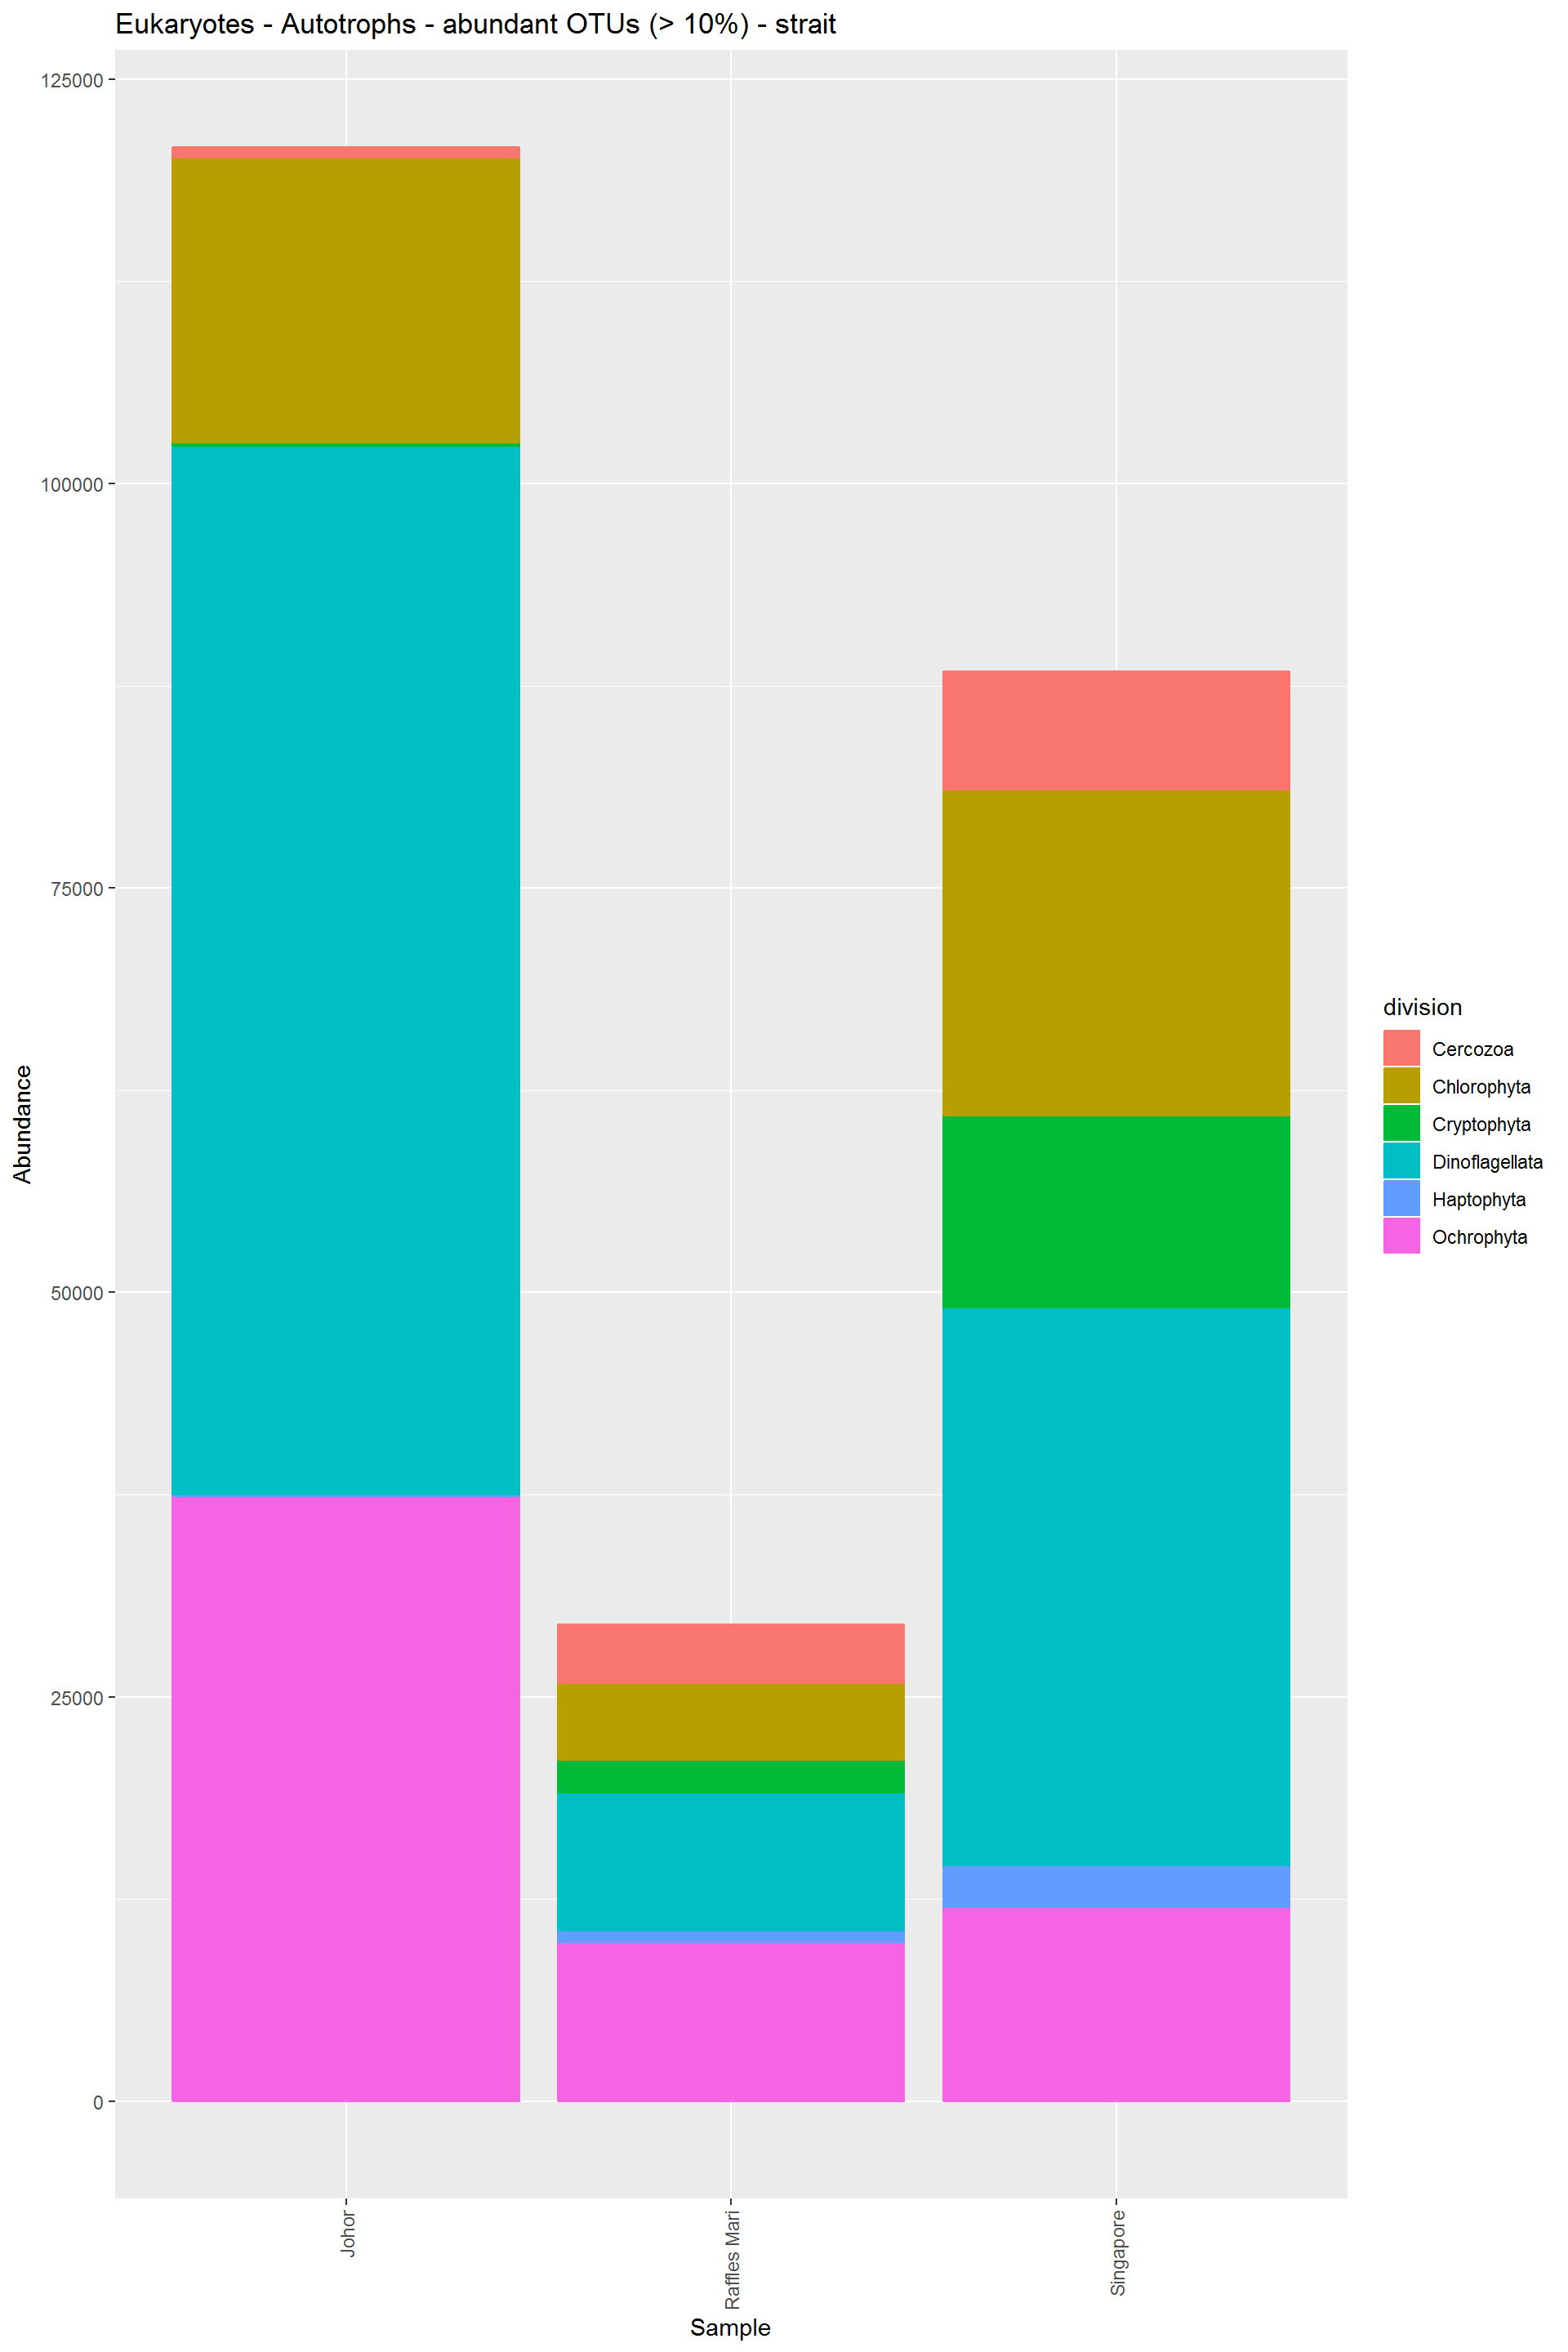 Eukaryotes - Autotrophs - abundant OTUs (> 10%) - strait
125000
100000
75000
50000
25000
0
Abundance
Johor
Raffles Mari
Singapore
Sample
division
Cercozoa
Chlorophyta
Cryptophyta
Dinoflagellata
Haptophyta
Ochrophyta